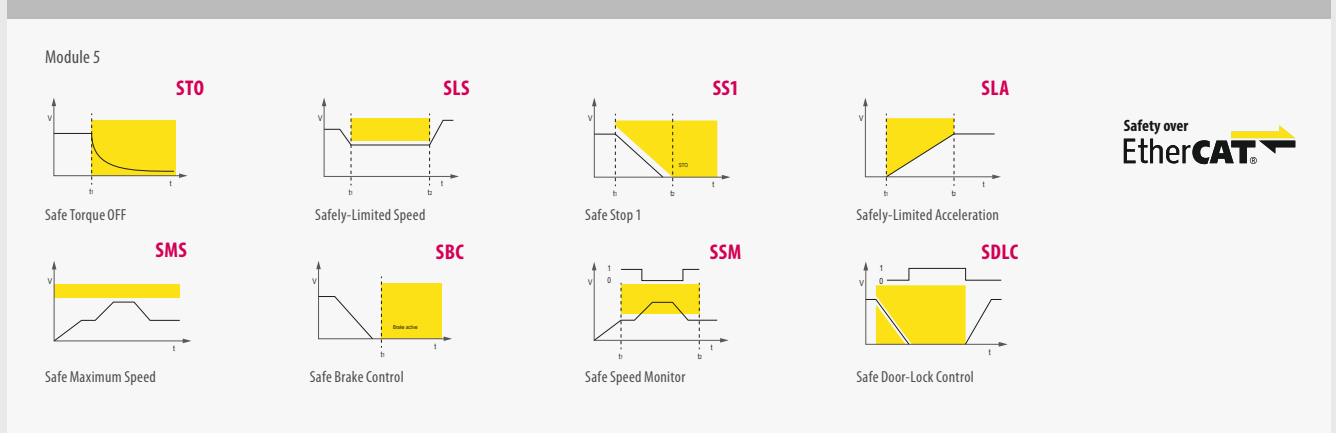 Module 5
STO
SLS
SS1
SLA
V
t
t1
V
t
t1
t2
V
STO
t
t1
t2
V
t
t1
t2
Safety over
EtherCAT®
Safe Torque OFF
Safely-Limited Speed
Safe Stop 1
Safely-Limited Acceleration
SMS
SBC
SSM
SDLC
V
t
V
Brake active
t
t1
1
0
V
t
t1
t2
1
0
V
t
Safe Maximum Speed
Safe Brake Control
Safe Speed Monitor
Safe Door-Lock Control